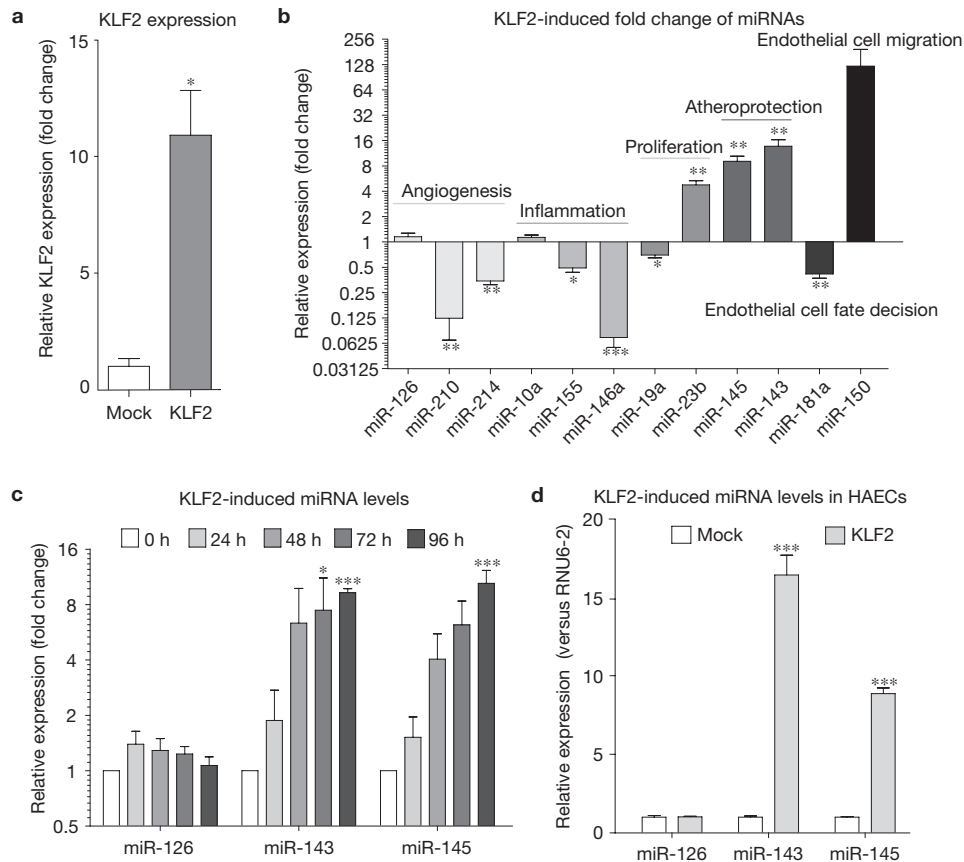 a
KLF2 expression
Relative KLF2 expression (fold change)
15
10
5
0
*
Mock
KLF2
b
KLF2-induced fold change of miRNAs
Relative expression (fold change)
256
128
64
32
16
8
4
2
1
0.5
0.25
0.125
0.0625
0.03125
Endothelial cell migration
Atheroprotection
Proliferation
Angiogenesis
Inflammation
Endothelial cell fate decision
**
**
*
***
*
**
**
**
**
miR-126
miR-210
miR-214
miR-10a
miR-155
miR-146a
miR-19a
miR-23b
miR-145
miR-143
miR-181a
miR-150
c
KLF2-induced miRNA levels
0 h
24 h
48 h
72 h
96 h
Relative expression (fold change)
16
8
4
2
1
0.5
*
***
***
miR-126
miR-143
miR-145
d
KLF2-induced miRNA levels in HAECs
Mock
KLF2
Relative expression (versus RNU6-2)
20
15
10
5
0
***
***
miR-126
miR-143
miR-145